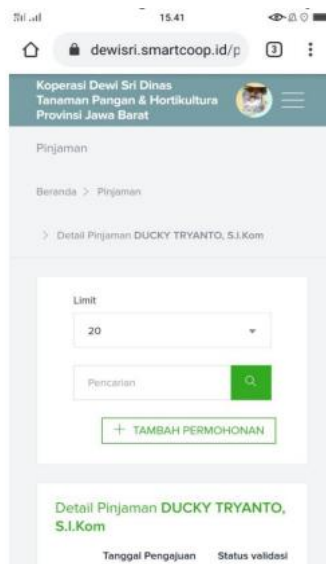 15.41
dewisri.smartcoop.id/p
3
Koperasi Dewi Sri Dinas
Tanaman Pangan & Hortikultura
Provinsi Jawa Barat
Pinjaman
Beranda > Pinjaman
> Detail Pinjaman DUCKY TRYANTO, S.I.Kom
Limit
20
Pencarian
+ TAMBAH PERMOHONAN
Detail Pinjaman DUCKY TRYANTO,
S.I.Kom
Tanggal Pengajuan Status validasi